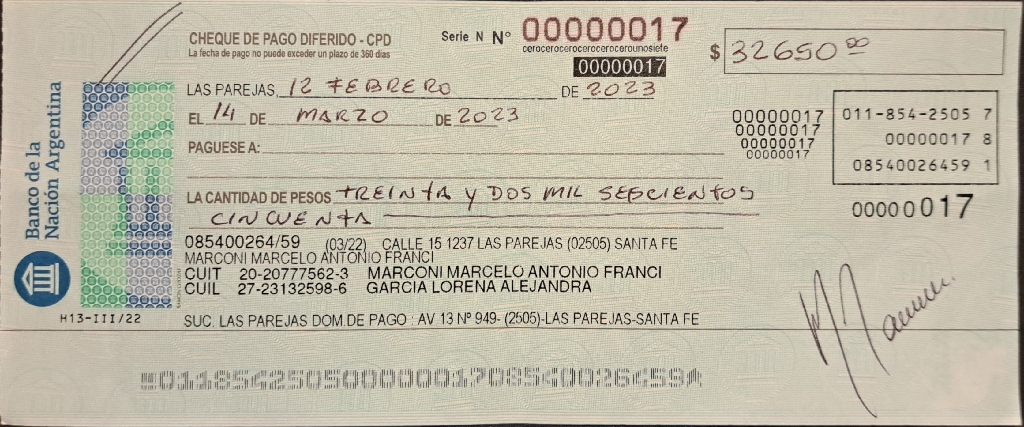 Banco de la
Nación Argentina
CHEQUE DE PAGO DIFERIDO - CPD
La fecha de pago no puede exceder un plazo de 360 días
Serie N Nº 00000017
cerocerocerocerocerocerounosiete
00000017
$ 32650 00
LAS PAREJAS, 12 FEBRERO DE 2023
EL 14 DE MARZO DE 2023
PAGUESE A:
00000017
00000017
00000017
00000017
011-854-2505 7
00000017 8
08540026459 1
00000017
LA CANTIDAD DE PESOS TREINTA Y DOS MIL SEISCIENTOS
CINCUENTA
085400264/59 (03/22) CALLE 15 1237 LAS PAREJAS (02505) SANTA FE
MARCONI MARCELO ANTONIO FRANCI
CUIT 20-20777562-3 MARCONI MARCELO ANTONIO FRANCI
CUIL 27-23132598-6 GARCIA LORENA ALEJANDRA
H13-III/22
SUC. LAS PAREJAS DOM.DE PAGO : AV 13 Nº 949- (2505)-LAS PAREJAS-SANTA FE
01185425050000001708540026459